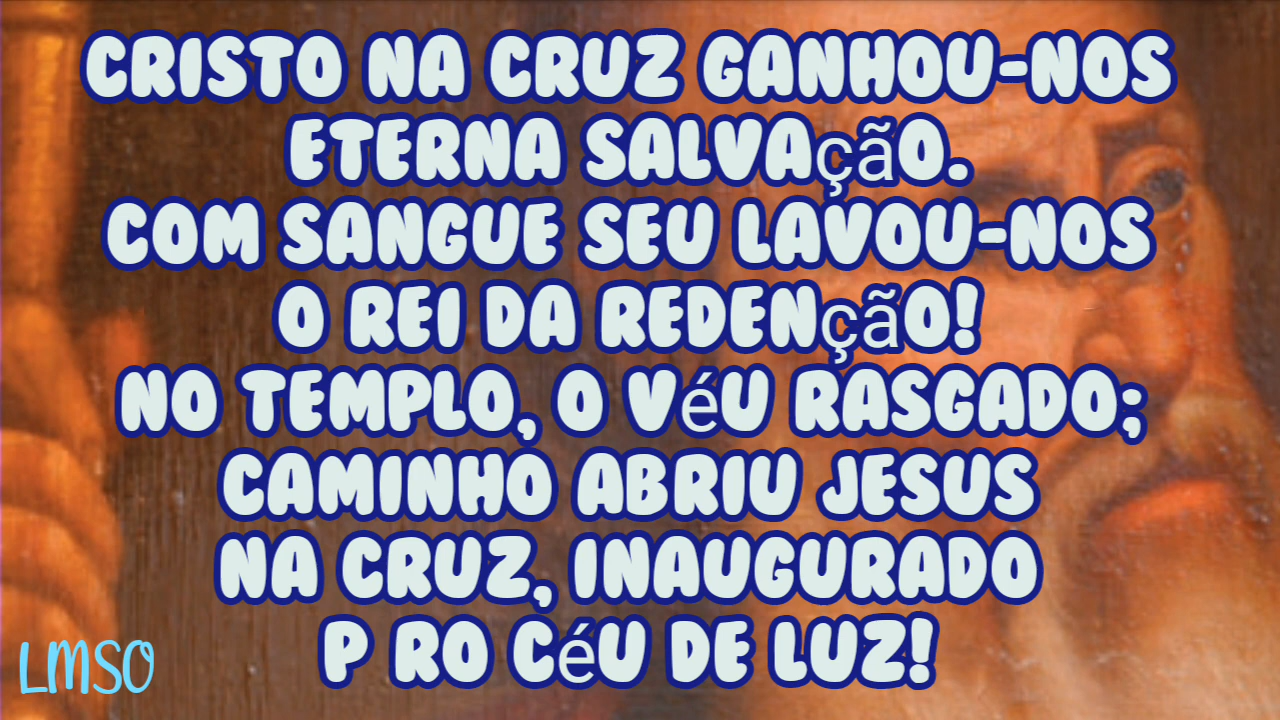 CRISTO NA CRUZ GANHOU-NOS
ETERNA SALVAçãO.
COM SANGUE SEU LAVOU-NOS
O REI DA REDENçãO!
NO TEMPLO, O VéU RASGADO;
CAMINHO ABRIU JESUS
NA CRUZ, INAUGURADO
P RO CéU DE LUZ!
LMSO